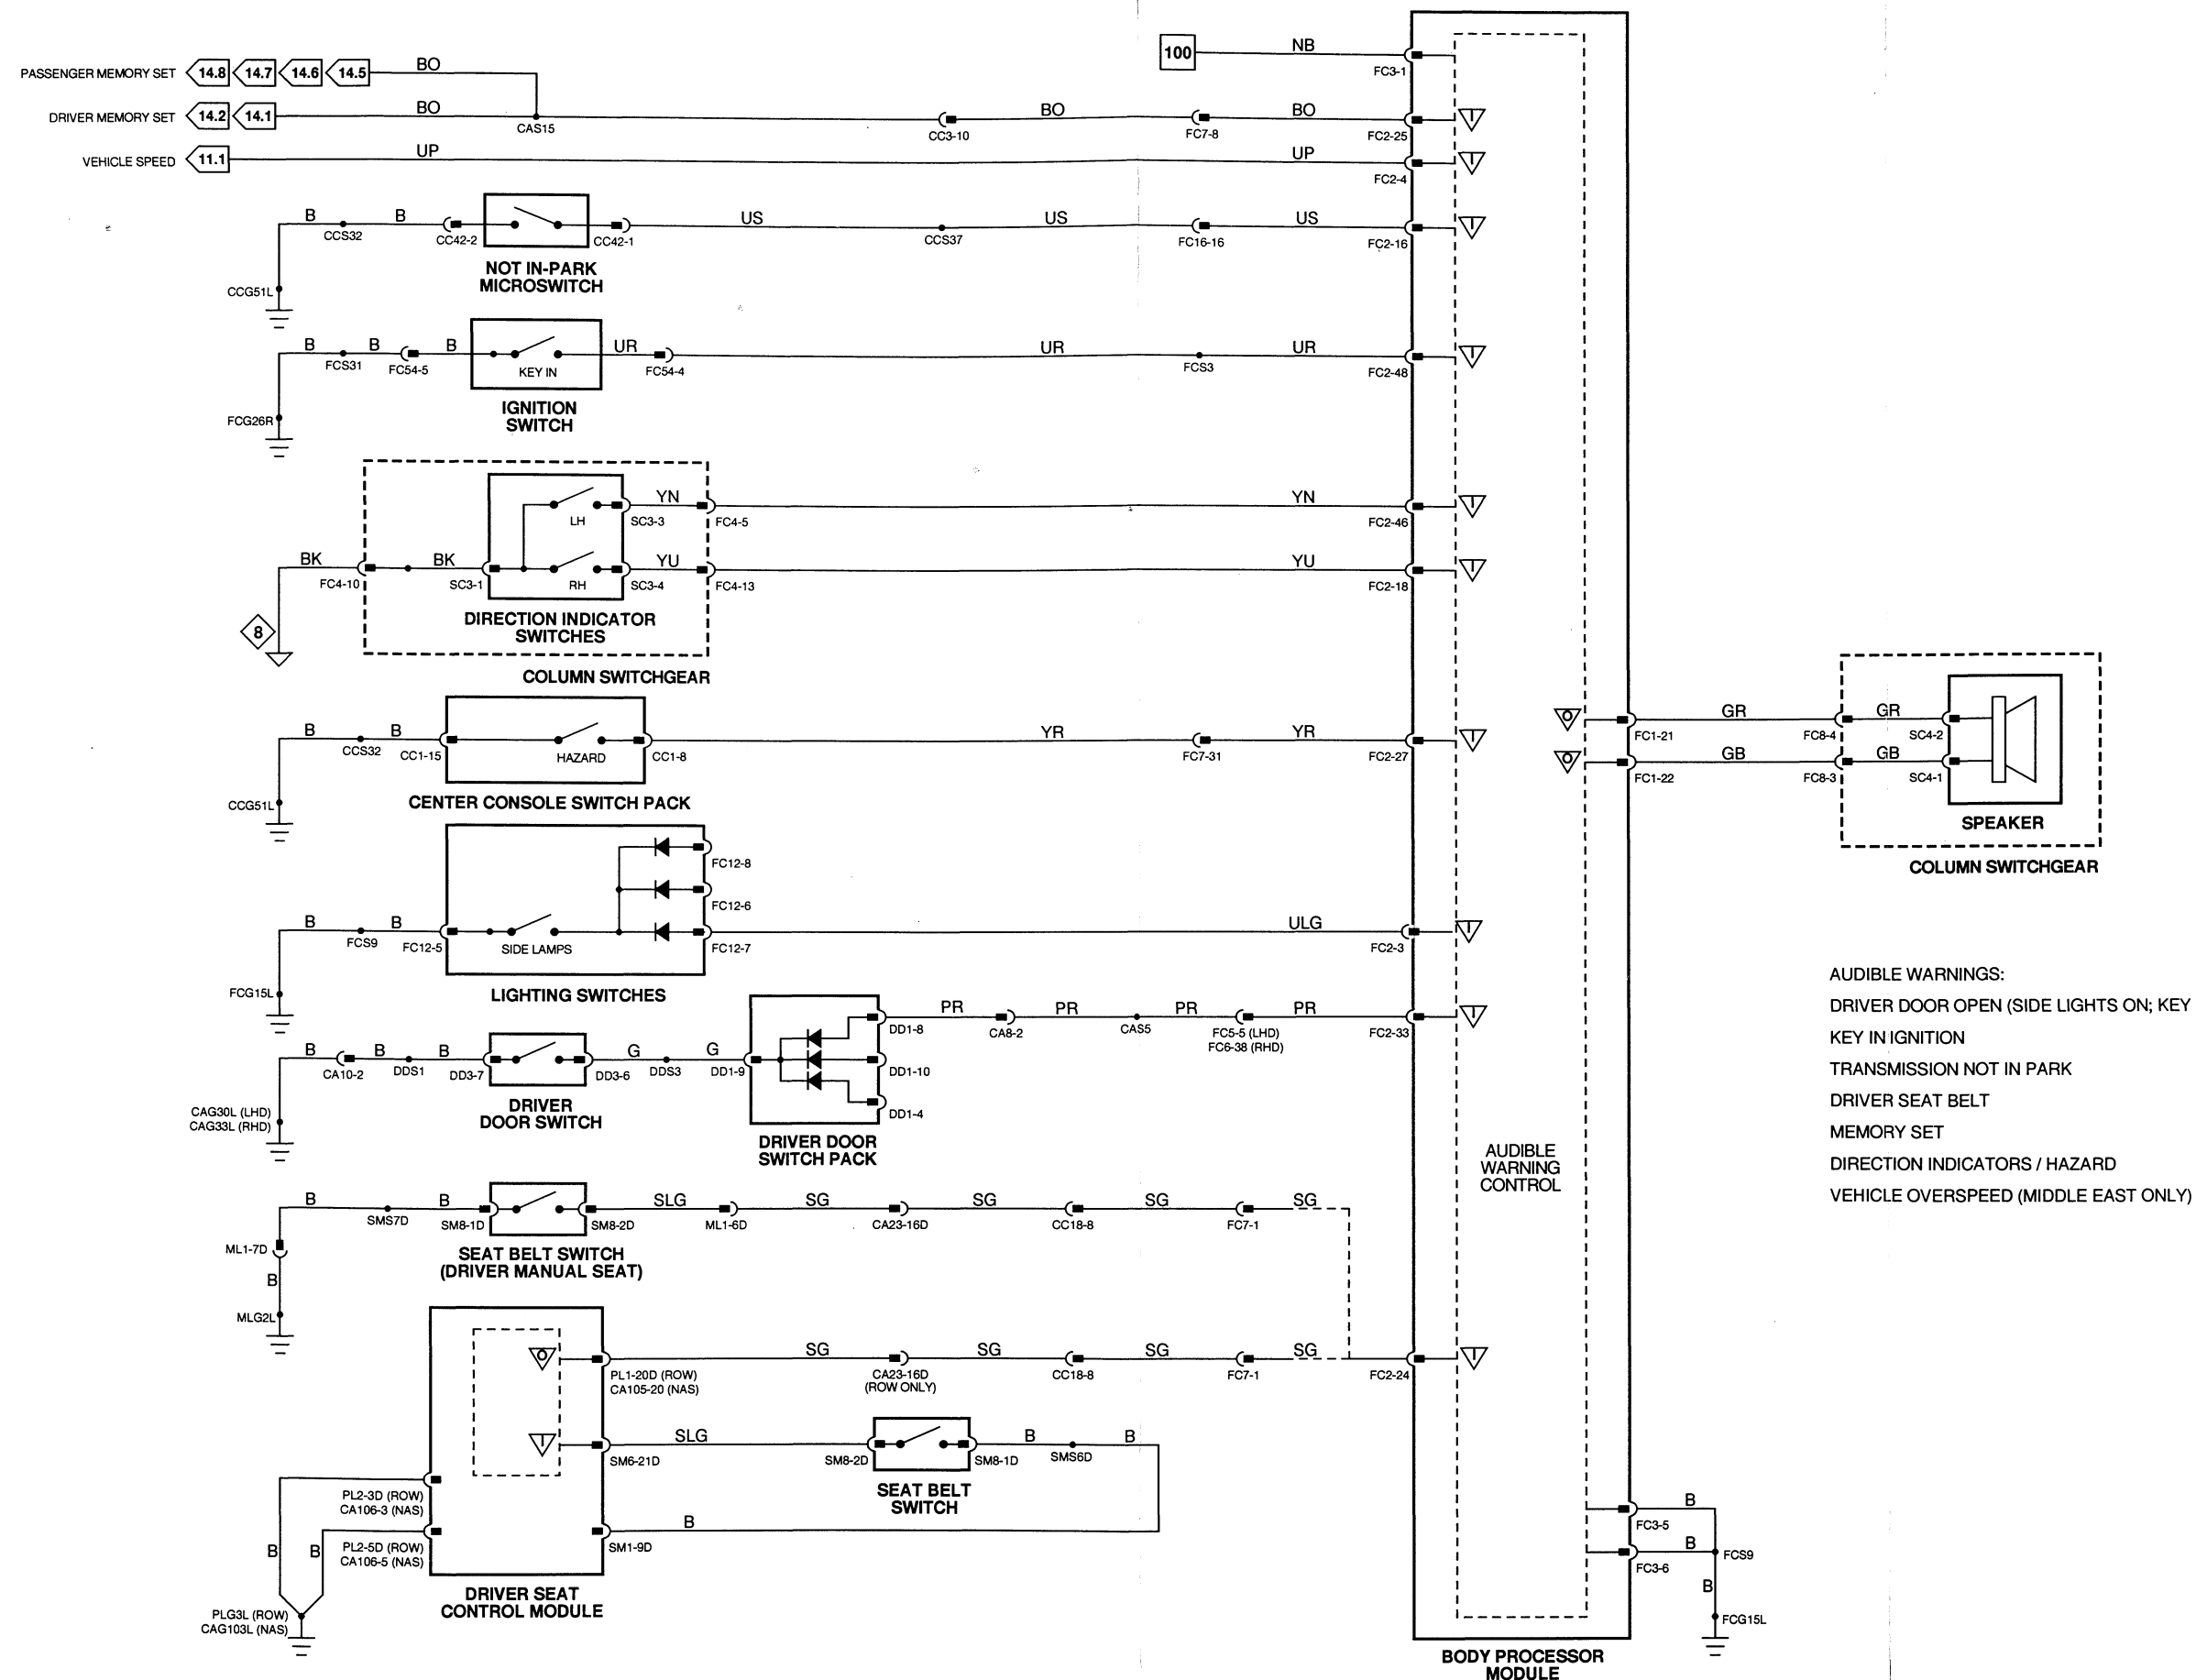 100
NB
FC3-1
PASSENGER MEMORY SET 14.8 14.7 14.6 14.5 BO
DRIVER MEMORY SET 14.2 14.1 BO
CAS15
CC3-10
BO
FC7-8
BO
FC2-25
VEHICLE SPEED 11.1 UP
UP
FC2-4
B
CCS32
B
CC42-2
CC42-1
US
CCS37
US
FC16-16
US
FC2-16
NOT IN-PARK
MICROSWITCH
CCG51L
B
FCS31
B
FC54-5
B
KEY IN
UR
FC54-4
UR
FCS3
UR
FC2-48
IGNITION
SWITCH
FCG26R
LH
SC3-3
YN
FC4-5
YN
FC2-46
BK
FC4-10
BK
SC3-1
RH
SC3-4
YU
FC4-13
YU
FC2-18
8
DIRECTION INDICATOR
SWITCHES
COLUMN SWITCHGEAR
B
CCS32
B
CC1-15
HAZARD
CC1-8
YR
FC7-31
YR
FC2-27
CCG51L
CENTER CONSOLE SWITCH PACK
O
FC1-21
GR
FC8-4
GR
SC4-2
O
FC1-22
GB
FC8-3
GB
SC4-1
SPEAKER
COLUMN SWITCHGEAR
FC12-8
FC12-6
B
FCS9
B
FC12-5
SIDE LAMPS
FC12-7
ULG
FC2-3
FCG15L
LIGHTING SWITCHES
B
CA10-2
B
DDS1
B
DD3-7
DD3-6
G
DDS3
G
DD1-9
DD1-8
PR
CA8-2
PR
CAS5
PR
FC5-5 (LHD)
FC6-38 (RHD)
PR
FC2-33
DD1-10
DD1-4
CAG30L (LHD)
CAG33L (RHD)
DRIVER
DOOR SWITCH
DRIVER DOOR
SWITCH PACK
AUDIBLE WARNINGS:
DRIVER DOOR OPEN (SIDE LIGHTS ON; KEY
KEY IN IGNITION
TRANSMISSION NOT IN PARK
DRIVER SEAT BELT
MEMORY SET
DIRECTION INDICATORS / HAZARD
VEHICLE OVERSPEED (MIDDLE EAST ONLY)
AUDIBLE
WARNING
CONTROL
B
SMS7D
B
SM8-1D
SM8-2D
SLG
ML1-6D
SG
CA23-16D
SG
CC18-8
SG
FC7-1
SG
ML1-7D
B
MLG2L
SEAT BELT SWITCH
(DRIVER MANUAL SEAT)
O
PL1-20D (ROW)
CA105-20 (NAS)
SG
CA23-16D
(ROW ONLY)
SG
CC18-8
SG
FC7-1
SG
FC2-24
I
SM6-21D
SLG
SM8-2D
SM8-1D
B
SMS6D
B
SEAT BELT
SWITCH
PL2-3D (ROW)
CA106-3 (NAS)
PL2-5D (ROW)
CA106-5 (NAS)
B
B
SM1-9D
B
PLG3L (ROW)
CAG103L (NAS)
DRIVER SEAT
CONTROL MODULE
FC3-5
B
FC3-6
B
FCS9
B
FCG15L
BODY PROCESSOR
MODULE